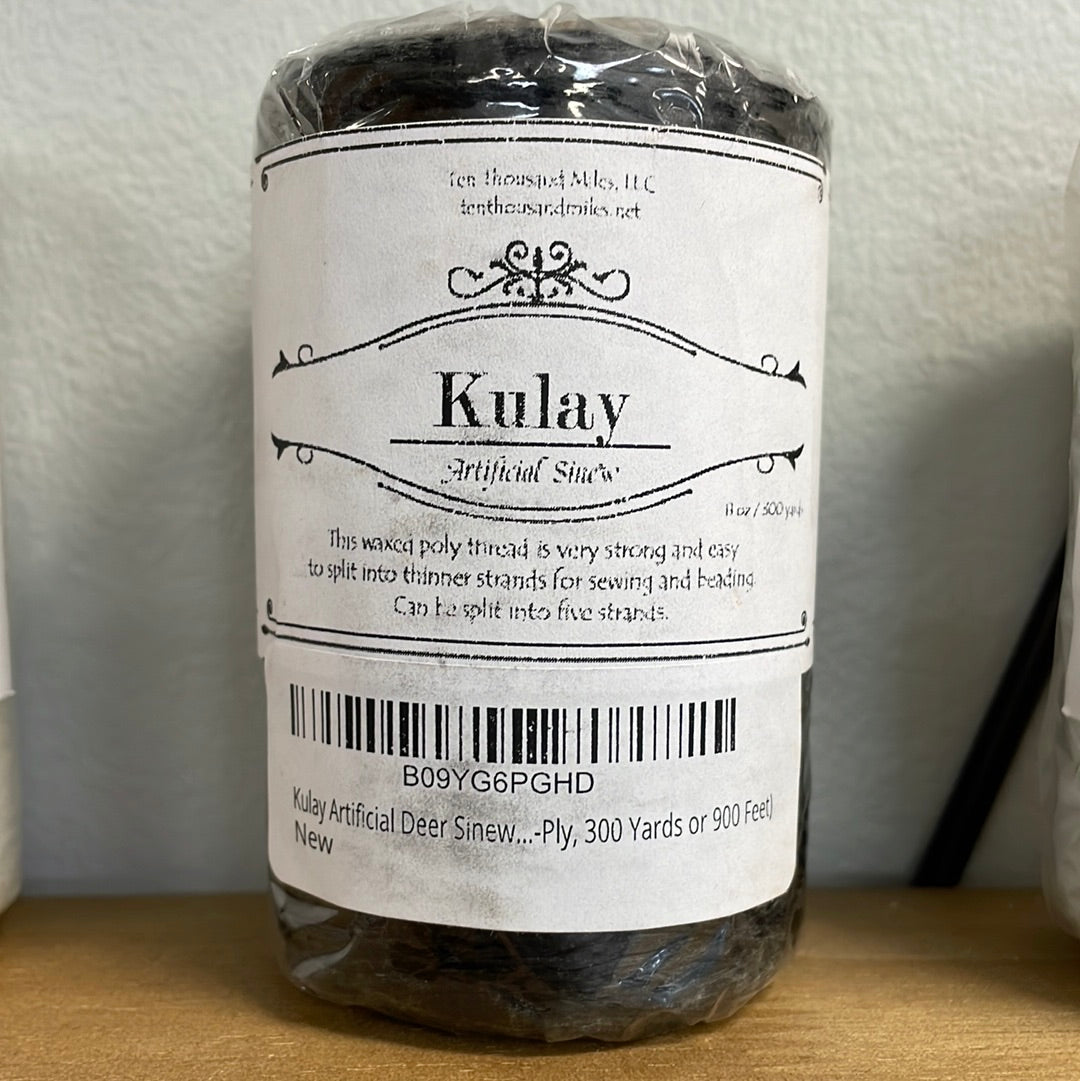 Ten Thousand Miles, LLC
tenthousandmiles.net
Kulay
Artificial Sinew
8 oz / 300 yards
This waxed poly thread is very strong and easy
to split into thinner strands for sewing and beading.
Can be split into five strands.
B09YG6PGHD
Kulay Artificial Deer Sinew...-Ply, 300 Yards or 900 Feet)
New